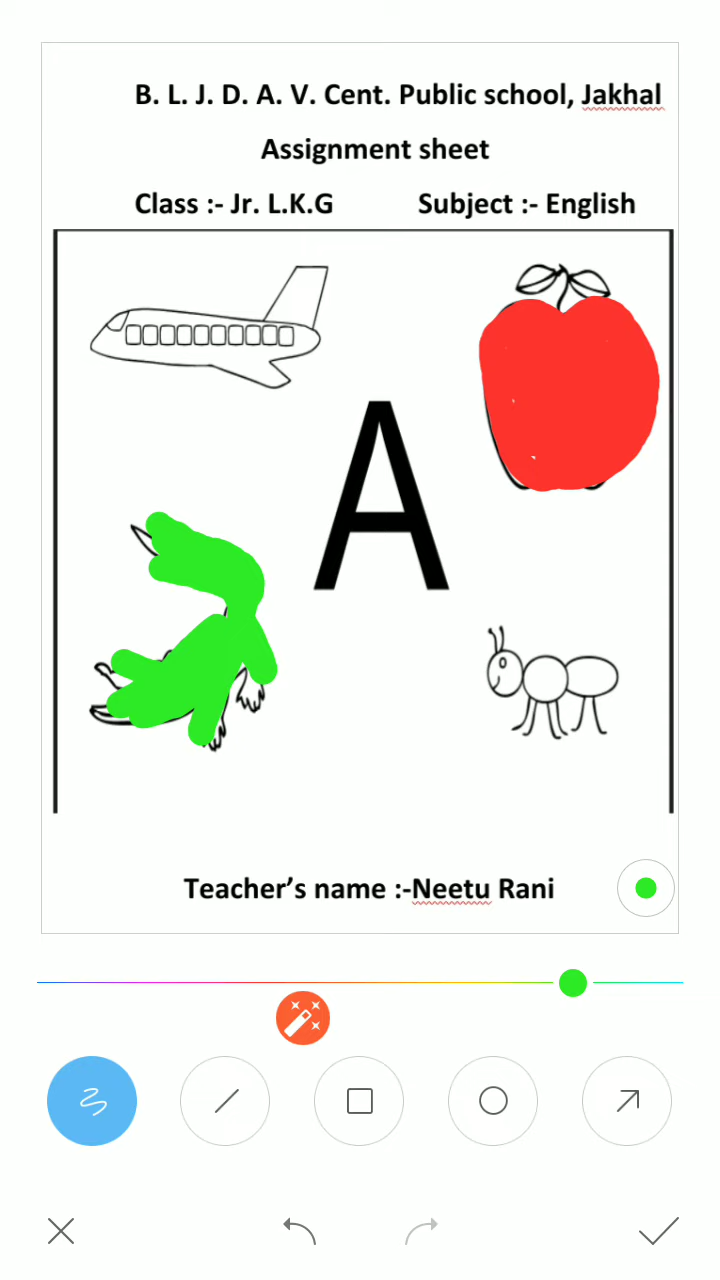 B. L. J. D. A. V. Cent. Public school, Jakhal
Assignment sheet
Class :- Jr. L.K.G Subject :- English
A
Teacher’s name :-Neetu Rani